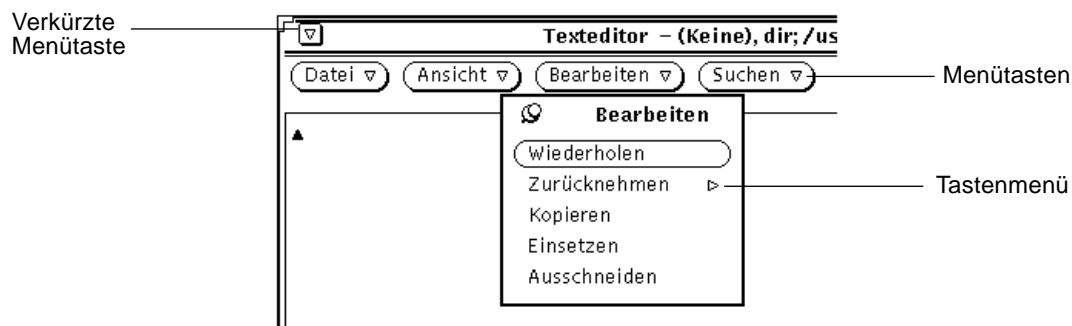 Verkürzte
Menütaste
Texteditor – (Keine), dir; /us
Datei Ansicht Bearbeiten Suchen
Menütasten
Bearbeiten
Wiederholen
Zurücknehmen
Tastenmenü
Kopieren
Einsetzen
Ausschneiden